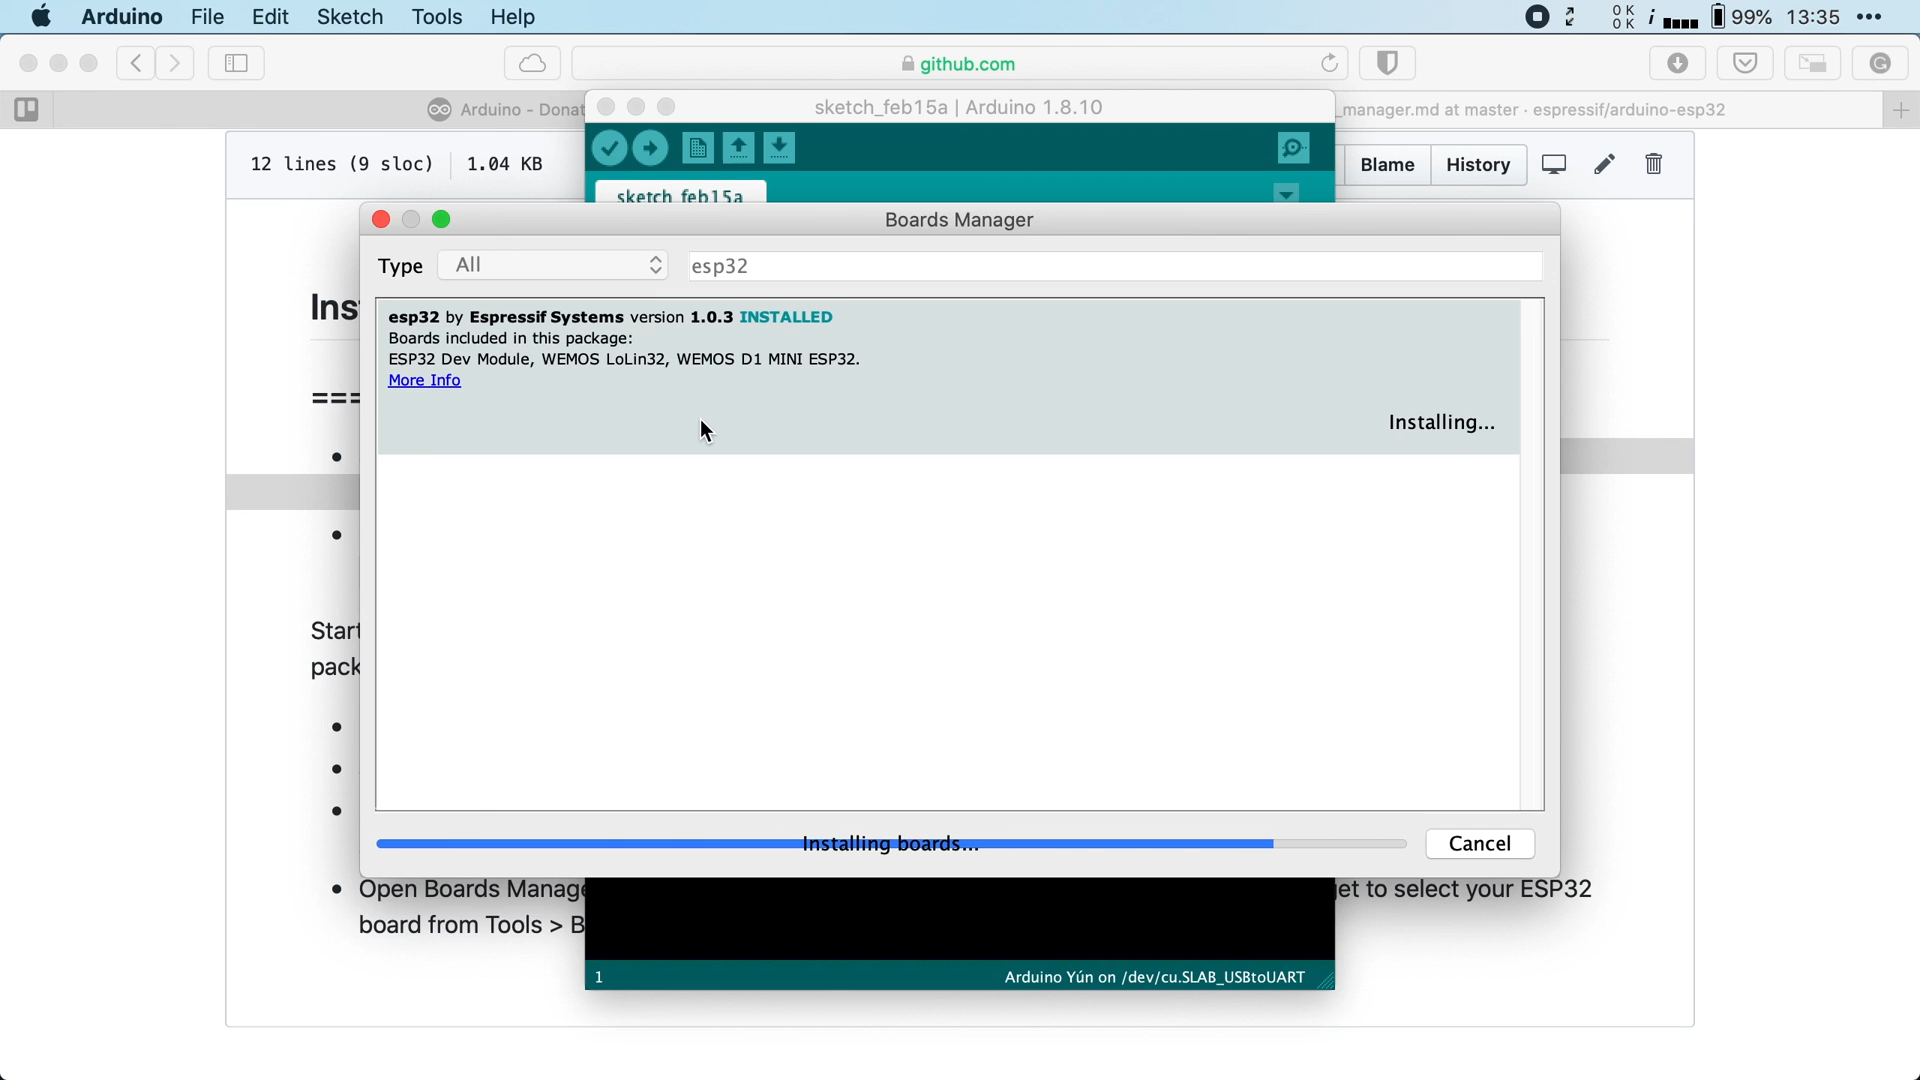 Arduino File Edit Sketch Tools Help
0 K
0 K
99% 13:35
github.com
Arduino - Donat
sketch_feb15a | Arduino 1.8.10
_manager.md at master · espressif/arduino-esp32
12 lines (9 sloc) 1.04 KB
Blame History
sketch_feb15a
Boards Manager
Type All esp32
Ins
esp32 by Espressif Systems version 1.0.3 INSTALLED
Boards included in this package:
ESP32 Dev Module, WEMOS LoLin32, WEMOS D1 MINI ESP32.
More Info
===
Installing...
Start
pack
Installing boards... Cancel
Open Boards Manage et to select your ESP32
board from Tools > B
1 Arduino Yún on /dev/cu.SLAB_USBtoUART